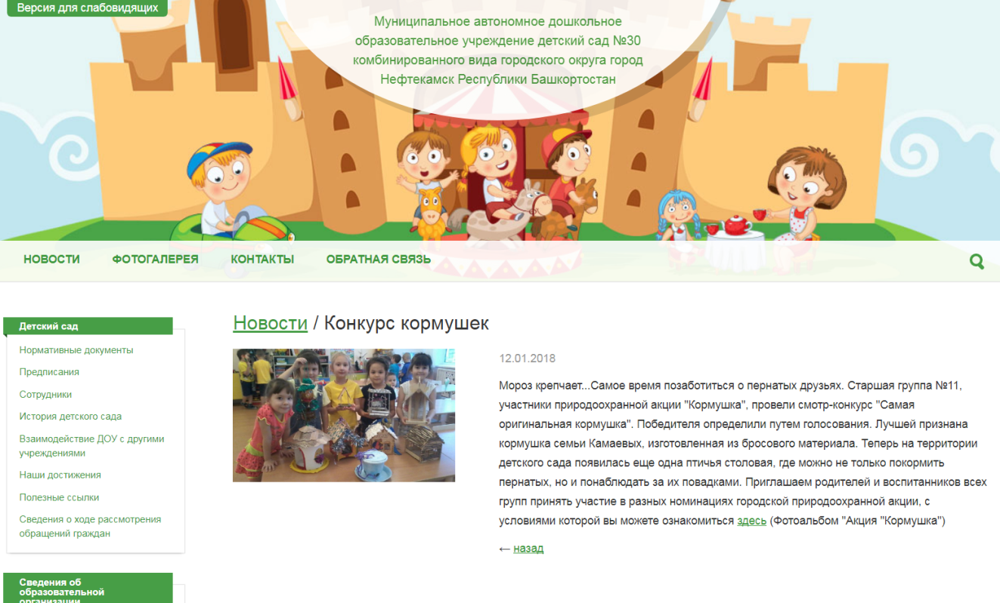 Версия для слабовидящих
Муниципальное автономное дошкольное
образовательное учреждение детский сад №30
комбинированного вида городского округа город
Нефтекамск Республики Башкортостан
НОВОСТИ ФОТОГАЛЕРЕЯ КОНТАКТЫ ОБРАТНАЯ СВЯЗЬ
Детский сад
Нормативные документы
Предписания
Сотрудники
История детского сада
Взаимодействие ДОУ с другими
учреждениями
Наши достижения
Полезные ссылки
Сведения о ходе рассмотрения
обращений граждан
Сведения об
образовательной
организации
Новости / Конкурс кормушек
12.01.2018
Мороз крепчает...Самое время позаботиться о пернатых друзьях. Старшая группа №11,
участники природоохранной акции "Кормушка", провели смотр-конкурс "Самая
оригинальная кормушка". Победителя определили путем голосования. Лучшей признана
кормушка семьи Камаевых, изготовленная из бросового материала. Теперь на территории
детского сада появилась еще одна птичья столовая, где можно не только покормить
пернатых, но и понаблюдать за их повадками. Приглашаем родителей и воспитанников всех
групп принять участие в разных номинациях городской природоохранной акции, с
условиями которой вы можете ознакомиться здесь (Фотоальбом "Акция "Кормушка")
← назад